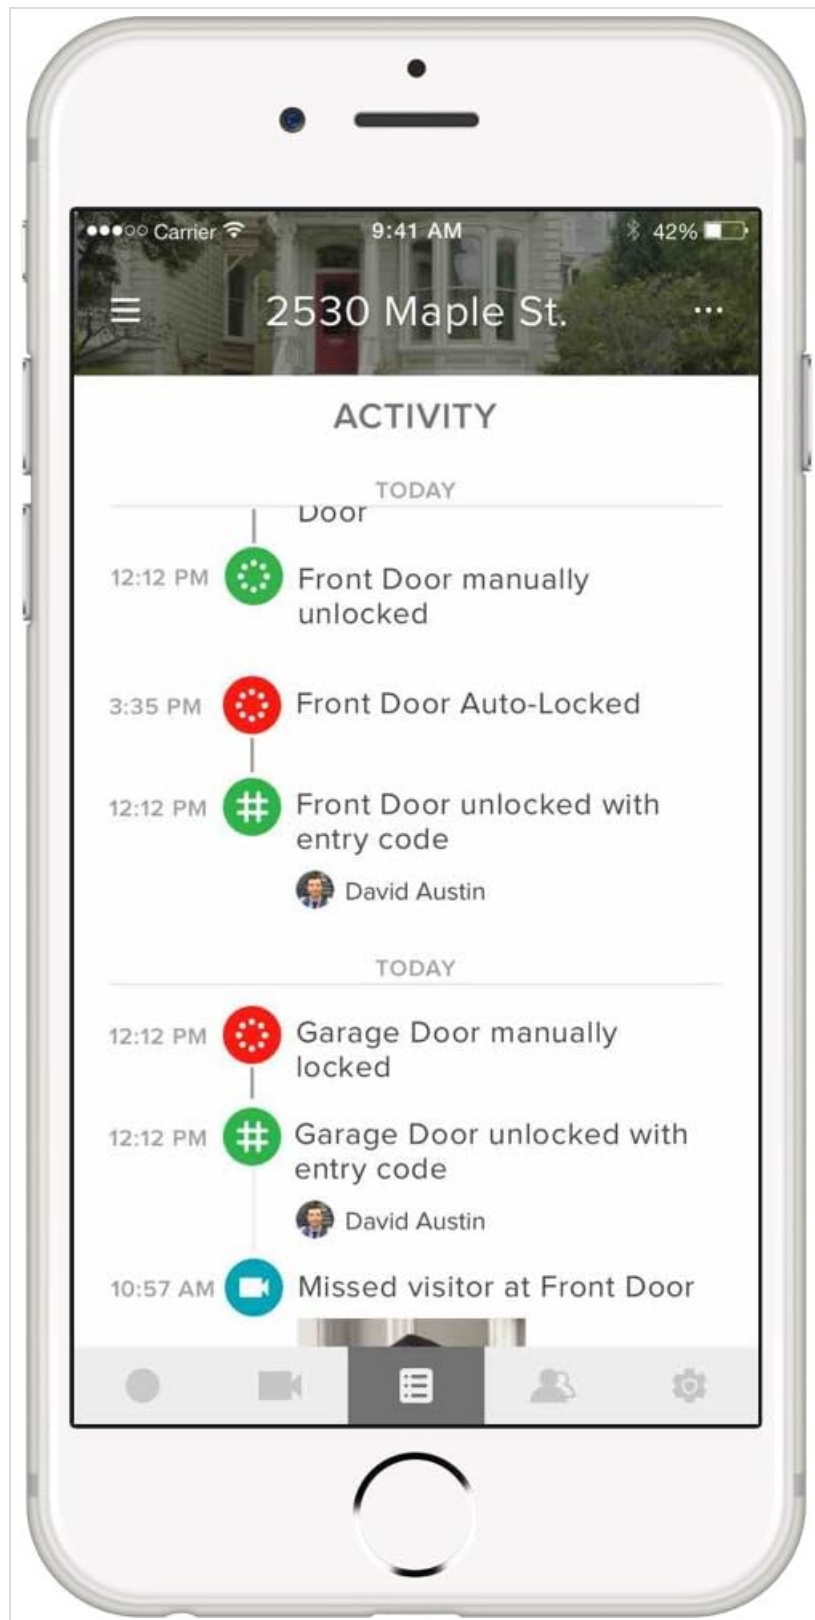 Carrier 9:41 AM 42%
2530 Maple St.
ACTIVITY
TODAY
Door
12:12 PM Front Door manually
unlocked
3:35 PM Front Door Auto-Locked
12:12 PM Front Door unlocked with
entry code
David Austin
TODAY
12:12 PM Garage Door manually
locked
12:12 PM Garage Door unlocked with
entry code
David Austin
10:57 AM Missed visitor at Front Door